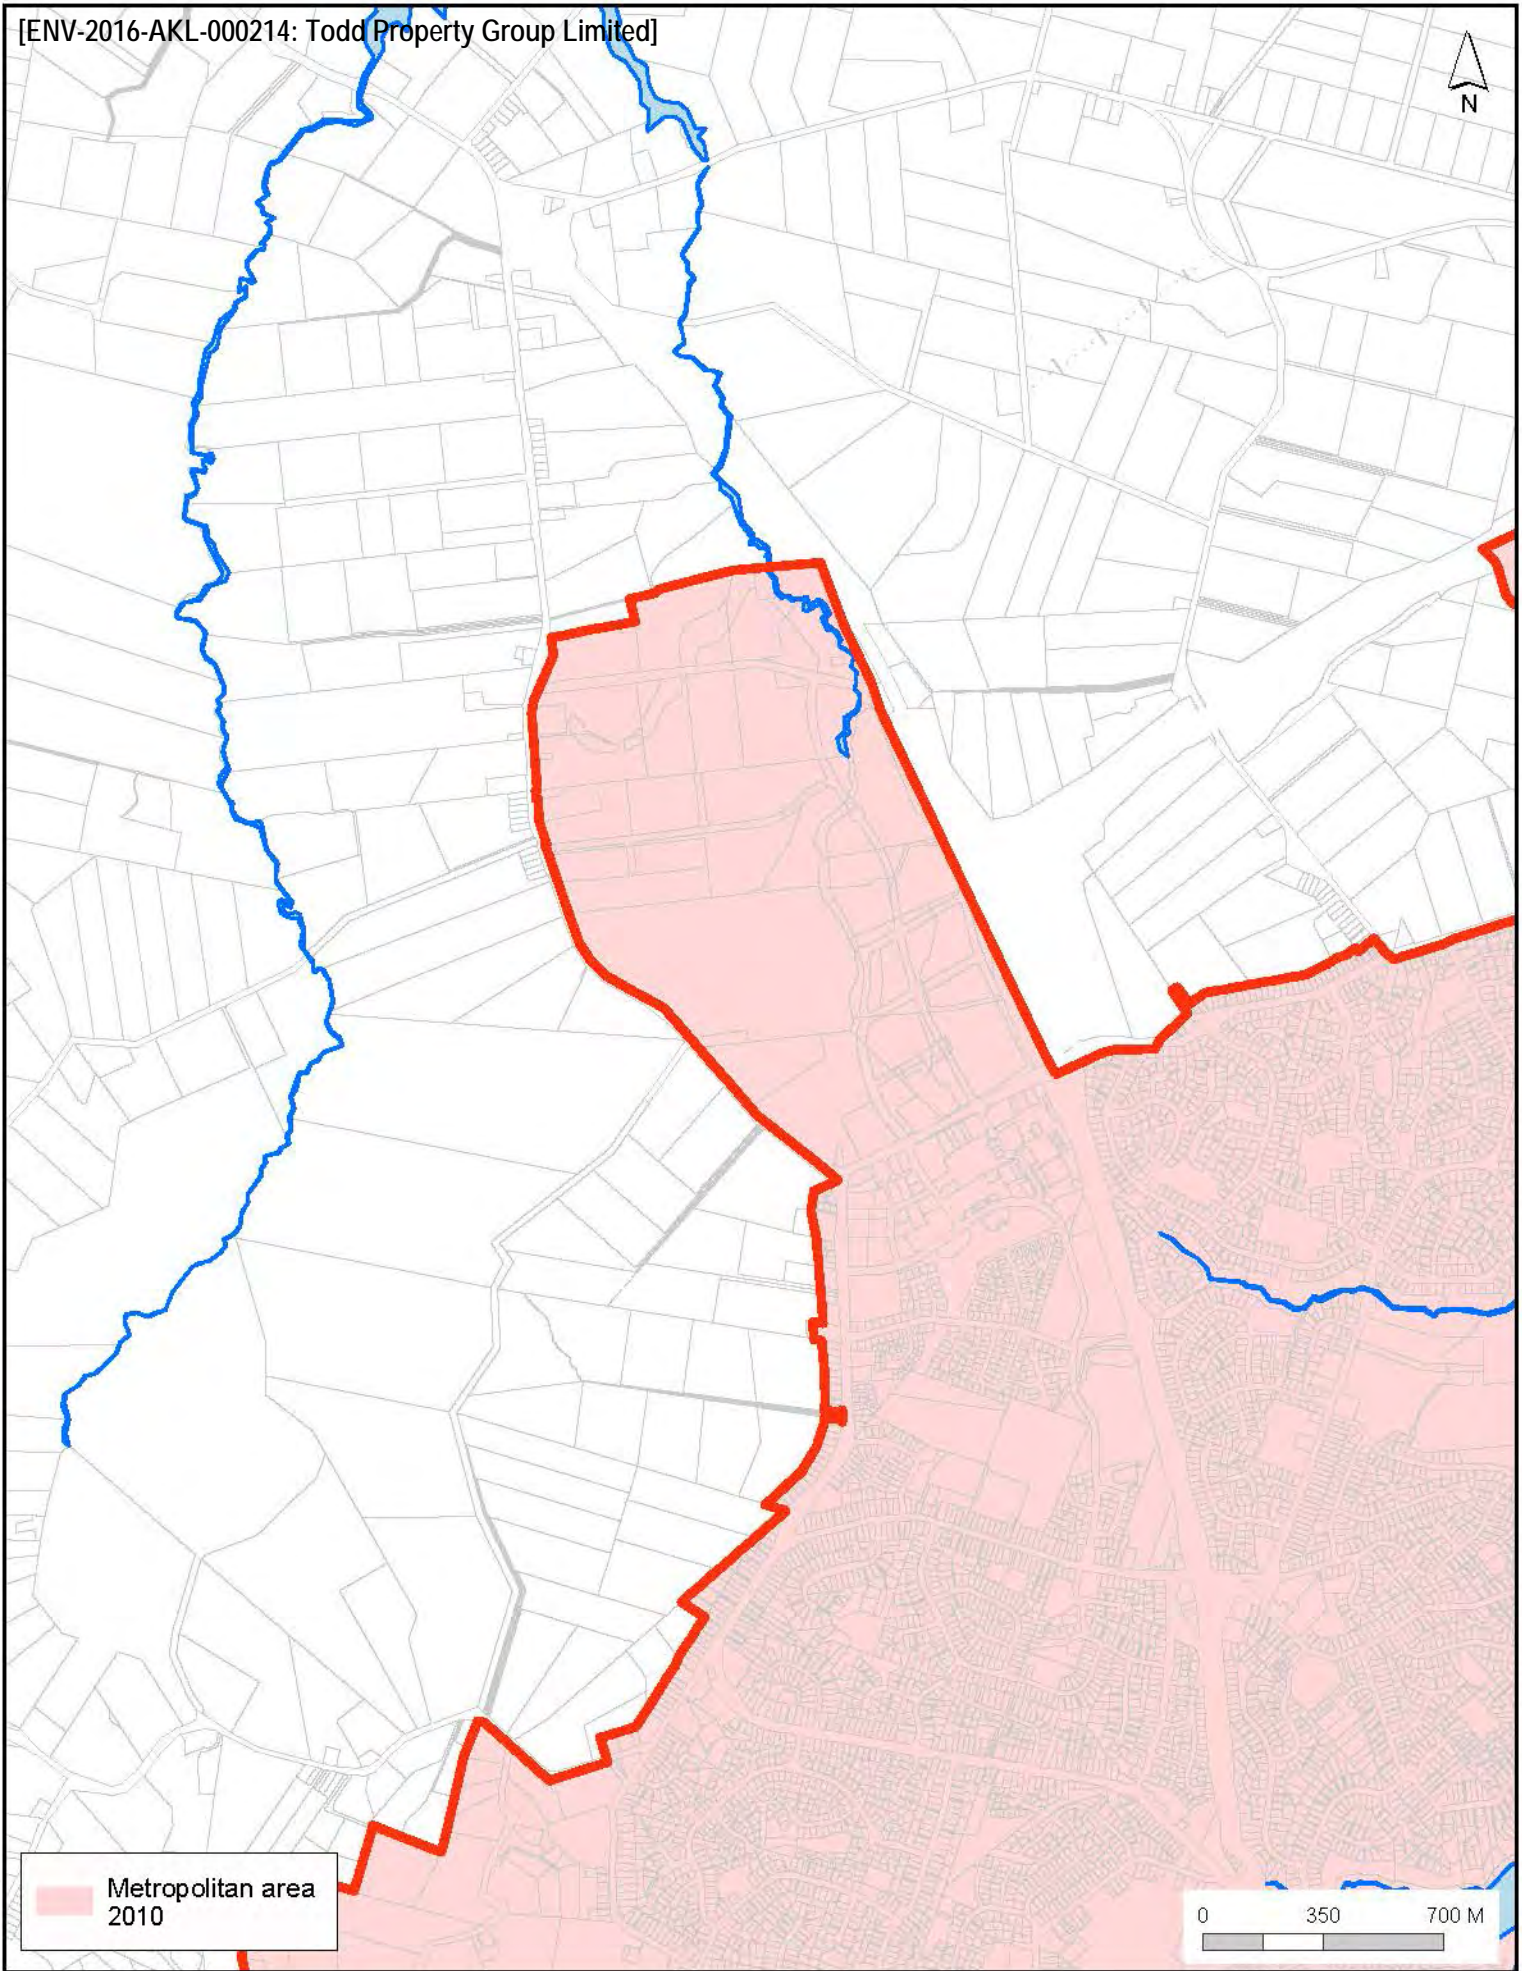 [ENV-2016-AKL-000214: Todd Property Group Limited]
N
Metropolitan area
2010
0 350 700 M